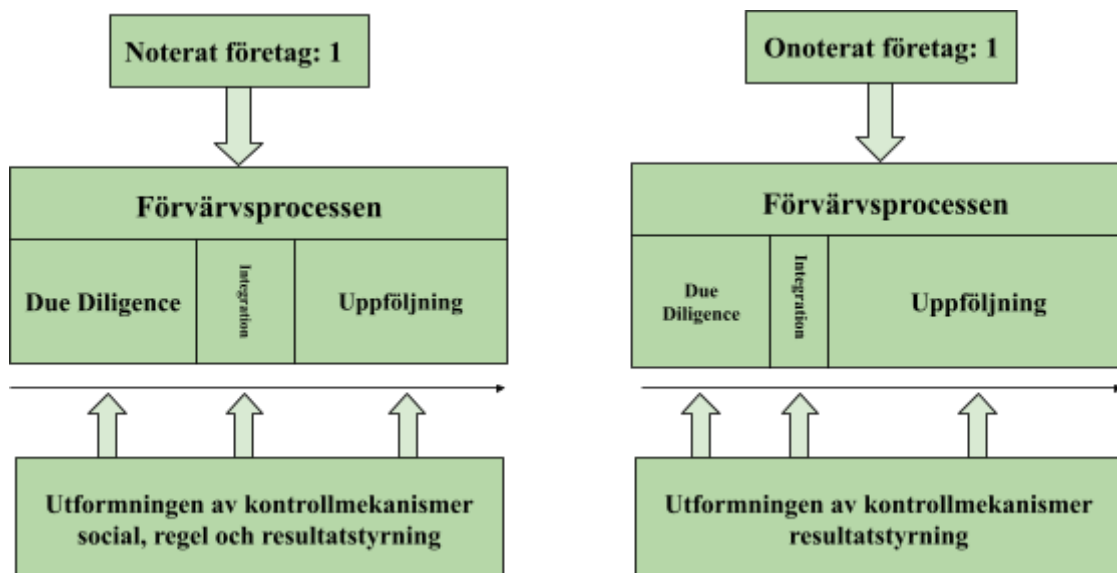 Noterat företag: 1
Förvärvsprocessen
Due Diligence
Integration
Uppföljning
Utformningen av kontrollmekanismer
social, regel och resultatstyrning
Onoterat företag: 1
Förvärvsprocessen
Due
Diligence
Integration
Uppföljning
Utformningen av kontrollmekanismer
resultatstyrning